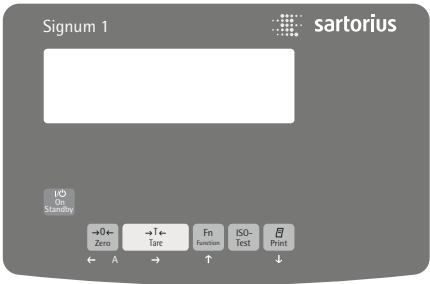 Signum 1
sartorius
I/⏻
On
Standby
→0← →T← Fn ISO- Print
Zero Tare Function Test
← A → ↑ ↓